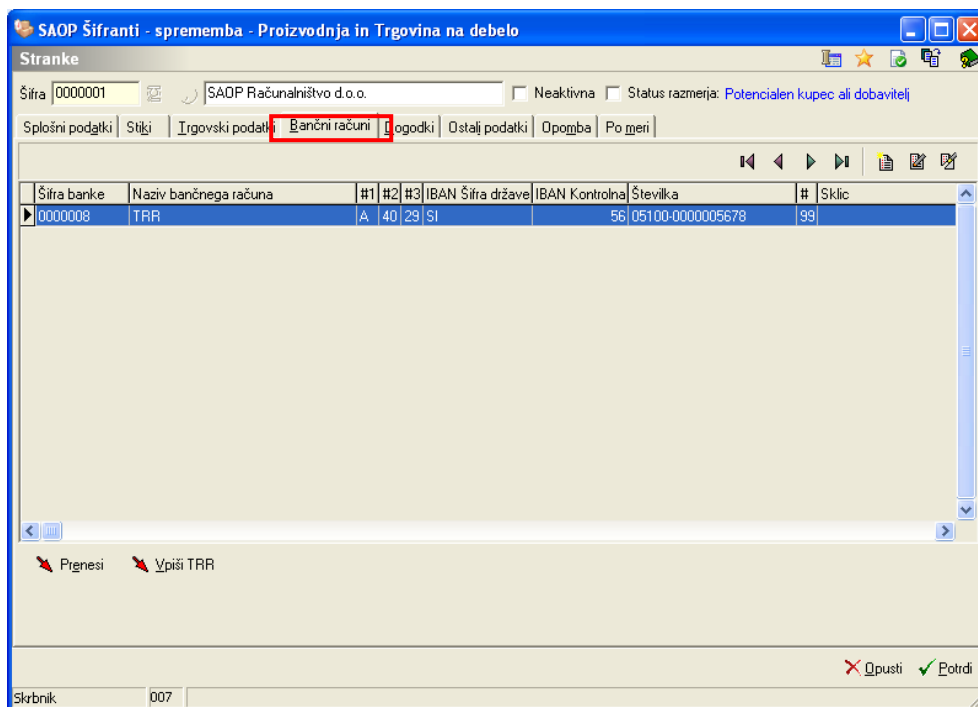 SAOP Šifranti - sprememba - Proizvodnja in Trgovina na debelo
Stranke
Šifra 0000001 SAOP Računalništvo d.o.o. Neaktivna Status razmerja: Potencialen kupec ali dobavitelj
Splošni podatki Stiki Trgovski podatki Bančni računi Dogodki Ostali podatki Opomba Po meri
Šifra banke Naziv bančnega računa #1 #2 #3 IBAN Šifra države IBAN Kontrolna Številka # Sklic
0000008 TRR A 40 29 SI 56 05100-0000005678 99
Prenesi Vpiši TRR
Opusti Potrdi
Skrbnik 007